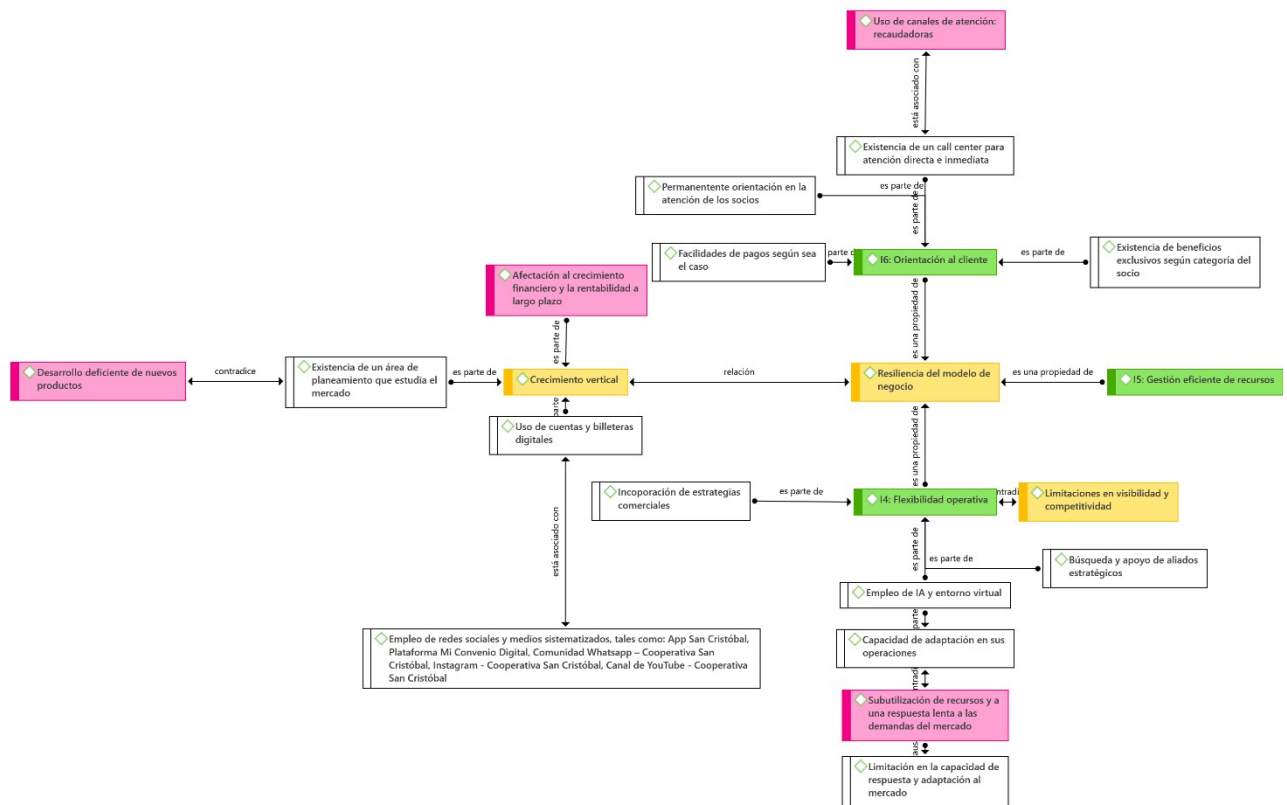 Uso de canales de atención:
recaudadoras
está asociado con
Existencia de un call center para
atención directa e inmediata
es parte de
Permanentente orientación en la
atención de los socios
es parte de
Facilidades de pagos según sea
el caso
parte d
I6: Orientación al cliente
es parte de
Existencia de beneficios
exclusivos según categoría del
socio
Afectación al crecimiento
financiero y la rentabilidad a
largo plazo
es una propiedad de
es parte de
Desarrollo deficiente de nuevos
productos
contradice
Existencia de un área de
planeamiento que estudia el
mercado
es parte de
Crecimiento vertical
relación
Resiliencia del modelo de
negocio
es una propiedad de
I5: Gestión eficiente de recursos
parte
Uso de cuentas y billeteras
digitales
es una propiedad de
Incoporación de estrategias
comerciales
es parte de
I4: Flexibilidad operativa
ntradi
Limitaciones en visibilidad y
competitividad
está asociado con
es parte de
es parte de
Búsqueda y apoyo de aliados
estratégicos
Empleo de IA y entorno virtual
parte
Empleo de redes sociales y medios sistematizados, tales como: App San Cristóbal,
Plataforma Mi Convenio Digital, Comunidad Whatsapp – Cooperativa San
Cristóbal, Instagram - Cooperativa San Cristóbal, Canal de YouTube - Cooperativa
San Cristóbal
Capacidad de adaptación en sus
operaciones
ntradi
Subutilización de recursos y a
una respuesta lenta a las
demandas del mercado
aus
Limitación en la capacidad de
respuesta y adaptación al
mercado